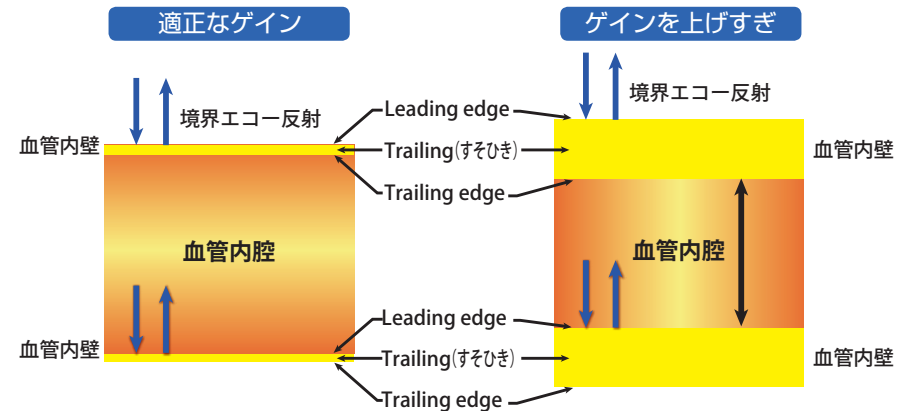 適正なゲイン
ゲインを上げすぎ
境界エコー反射
境界エコー反射
Leading edge
血管内壁
Trailing(すそひき)
血管内壁
Trailing edge
血管内腔
血管内腔
Leading edge
血管内壁
Trailing(すそひき)
血管内壁
Trailing edge